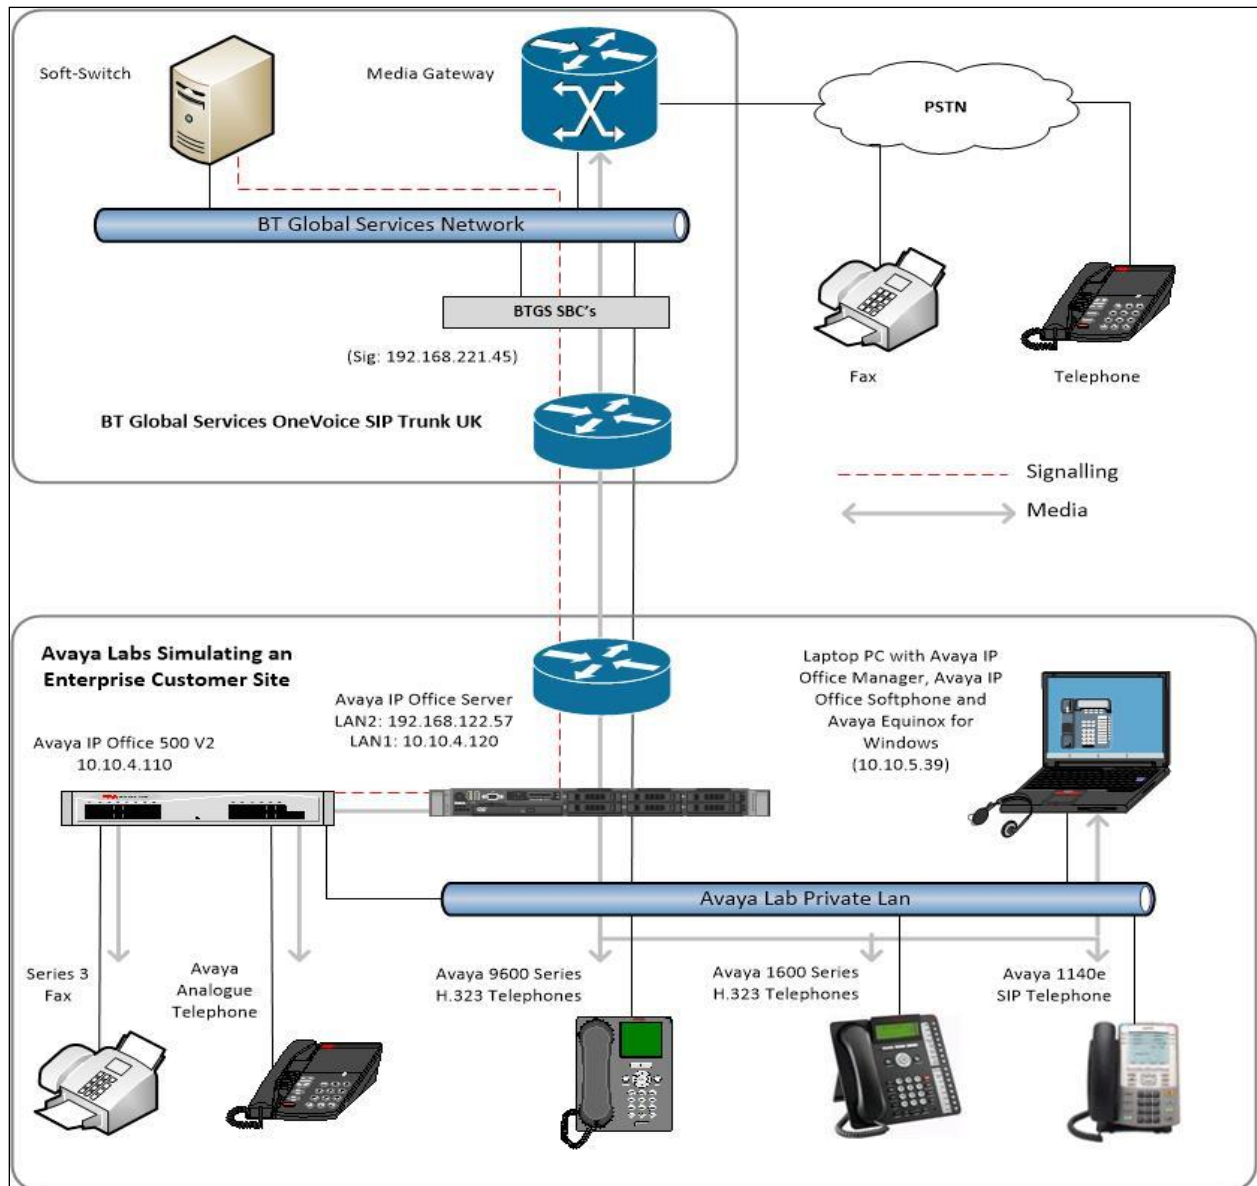 Soft-Switch
Media Gateway
PSTN
BT Global Services Network
BTGS SBC's
(Sig: 192.168.221.45)
Fax
Telephone
BT Global Services OneVoice SIP Trunk UK
Signalling
Media
Avaya Labs Simulating an
Enterprise Customer Site
Avaya IP Office Server
LAN2: 192.168.122.57
LAN1: 10.10.4.120
Laptop PC with Avaya IP
Office Manager, Avaya IP
Office Softphone and
Avaya Equinox for
Windows
(10.10.5.39)
Avaya IP Office 500 V2
10.10.4.110
Avaya Lab Private Lan
Series 3
Fax
Avaya
Analogue
Telephone
Avaya 9600 Series
H.323 Telephones
Avaya 1600 Series
H.323 Telephones
Avaya 1140e
SIP Telephone